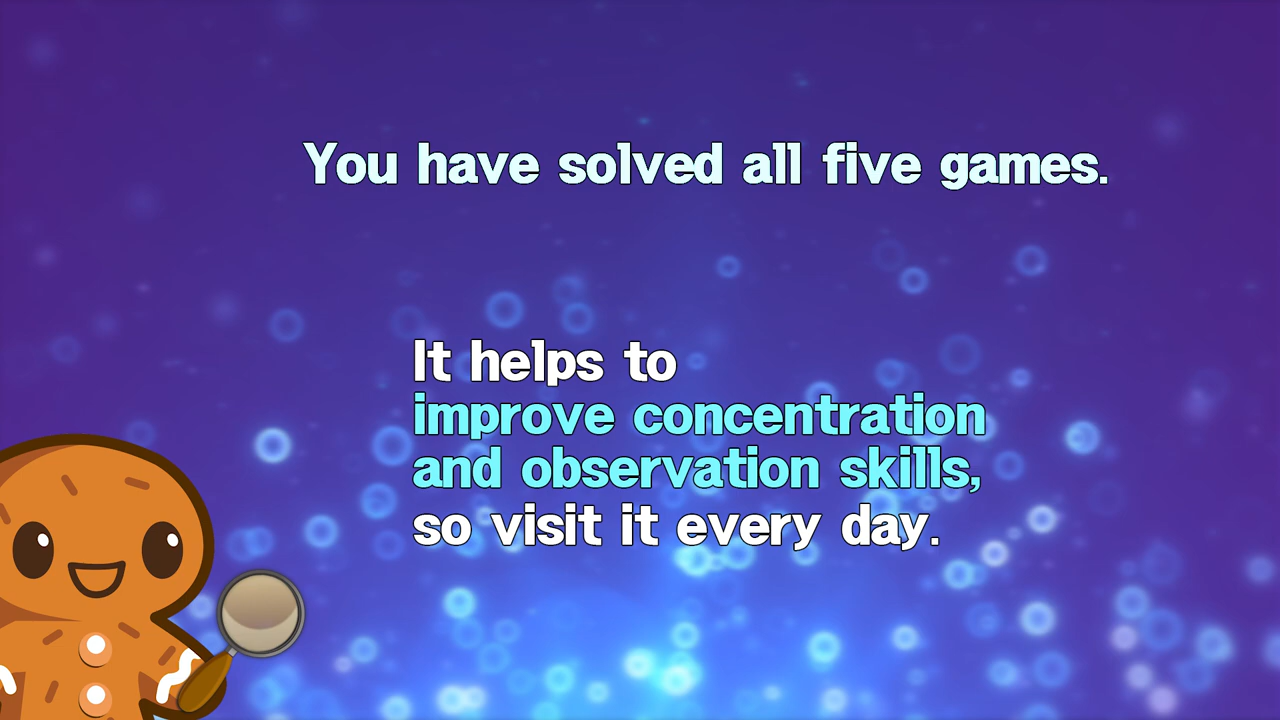 You have solved all five games.
It helps to
improve concentration
and observation skills,
so visit it every day.